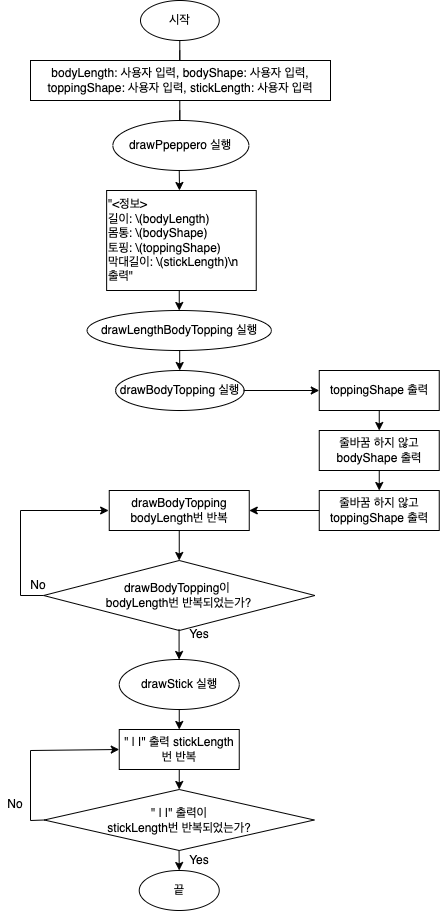 시작
bodyLength: 사용자 입력, bodyShape: 사용자 입력,
toppingShape: 사용자 입력, stickLength: 사용자 입력
drawPpeppero 실행
"<정보>
길이: \(bodyLength)
몸통: \(bodyShape)
토핑: \(toppingShape)
막대길이: \(stickLength)\n
출력"
drawLengthBodyTopping 실행
drawBodyTopping 실행
toppingShape 출력
줄바꿈 하지 않고
bodyShape 출력
줄바꿈 하지 않고
toppingShape 출력
drawBodyTopping
bodyLength번 반복
drawBodyTopping이
bodyLength번 반복되었는가?
No
Yes
drawStick 실행
" | |" 출력 stickLength
번 반복
" | |" 출력이
stickLength번 반복되었는가?
No
Yes
끝